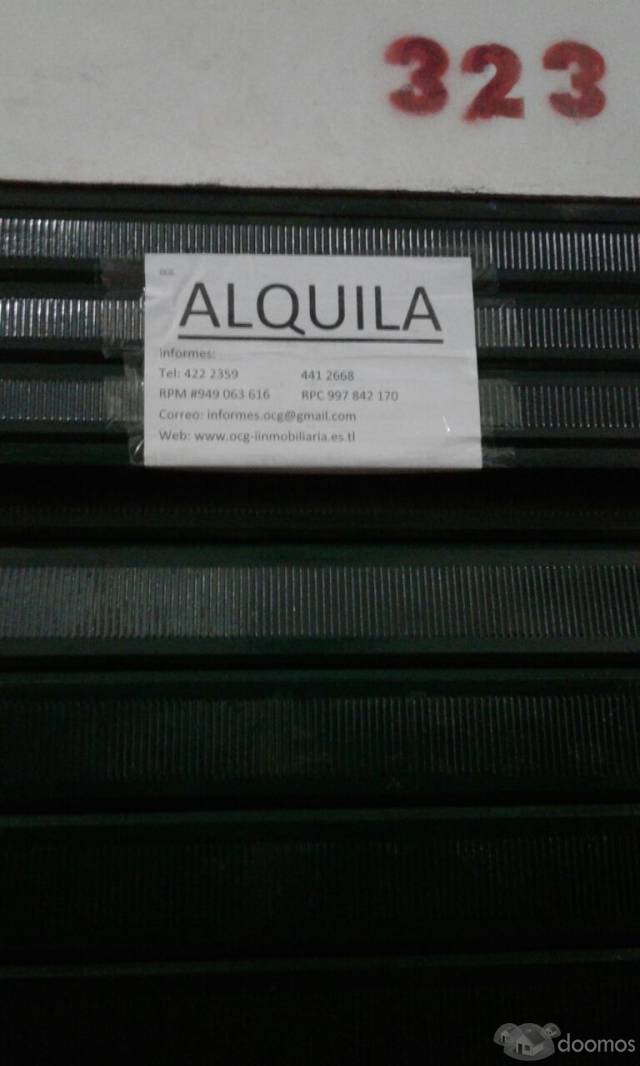 323
OCG
ALQUILA
Informes:
Tel: 422 2359 441 2668
RPM #949 063 616 RPC 997 842 170
Correo: informes.ocg@gmail.com
Web: www.ocg-iinmobiliaria.es.tl
doomos